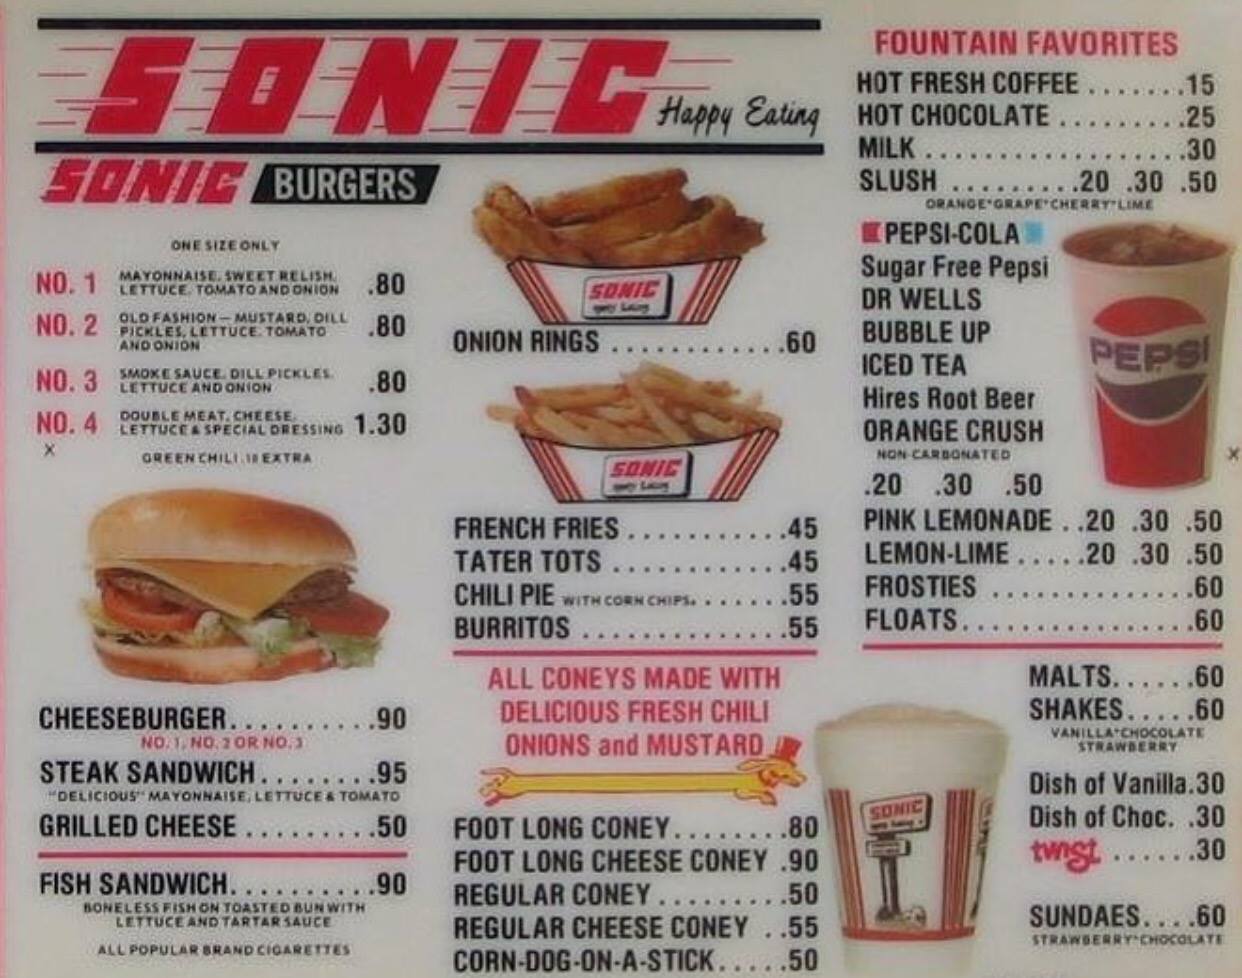 SONIC
Happy Eating
SONIC BURGERS
ONE SIZE ONLY
NO. 1 MAYONNAISE, SWEET RELISH, LETTUCE, TOMATO AND ONION .80
NO. 2 OLD FASHION — MUSTARD, DILL PICKLES, LETTUCE, TOMATO AND ONION .80
NO. 3 SMOKE SAUCE, DILL PICKLES, LETTUCE AND ONION .80
NO. 4 DOUBLE MEAT, CHEESE, LETTUCE & SPECIAL DRESSING 1.30
X
GREEN CHILI .10 EXTRA
CHEESEBURGER..........90
NO. 1, NO. 2 OR NO. 3
STEAK SANDWICH........95
"DELICIOUS" MAYONNAISE, LETTUCE & TOMATO
GRILLED CHEESE.........50
FISH SANDWICH..........90
BONELESS FISH ON TOASTED BUN WITH
LETTUCE AND TARTAR SAUCE
ALL POPULAR BRAND CIGARETTES
SONIC
Happy Eating
ONION RINGS ............60
SONIC
Happy Eating
FRENCH FRIES...........45
TATER TOTS ............45
CHILI PIE WITH CORN CHIPS........55
BURRITOS ..............55
ALL CONEYS MADE WITH
DELICIOUS FRESH CHILI
ONIONS and MUSTARD
FOOT LONG CONEY........80
FOOT LONG CHEESE CONEY .90
REGULAR CONEY..........50
REGULAR CHEESE CONEY ..55
CORN-DOG-ON-A-STICK.....50
FOUNTAIN FAVORITES
HOT FRESH COFFEE.......15
HOT CHOCOLATE.........25
MILK..................30
SLUSH .........20 .30 .50
ORANGE*GRAPE*CHERRY*LIME
PEPSI-COLA
Sugar Free Pepsi
DR WELLS
BUBBLE UP
ICED TEA
Hires Root Beer
ORANGE CRUSH
NON-CARBONATED
.20 .30 .50
PEPSI
X
PINK LEMONADE ..20 .30 .50
LEMON-LIME.....20 .30 .50
FROSTIES ..............60
FLOATS................60
MALTS......60
SHAKES.....60
VANILLA*CHOCOLATE
STRAWBERRY
Dish of Vanilla.30
Dish of Choc. .30
twist ......30
SUNDAES....60
STRAWBERRY*CHOCOLATE
SONIC
Happy Eating